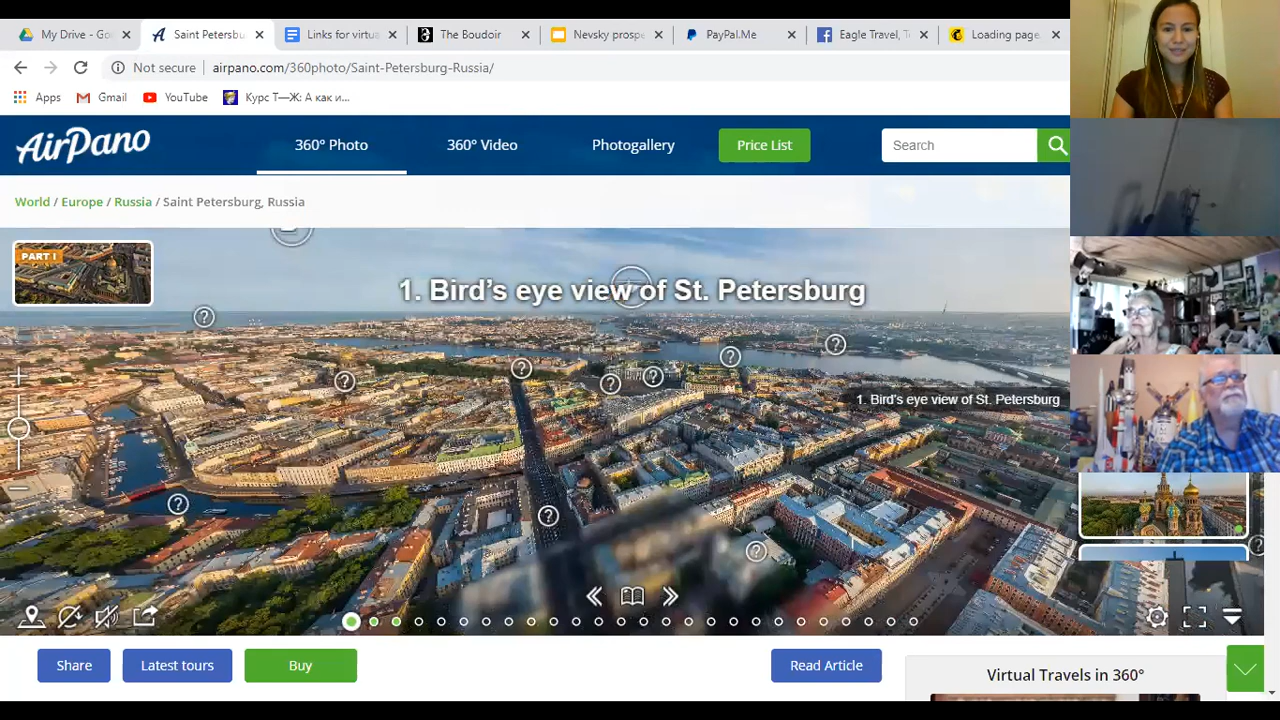 My Drive - Go
Saint Petersbu
Links for virtua
The Boudoir
Nevsky prospe
PayPal.Me
Eagle Travel, T
Loading page
Not secure
airpano.com/360photo/Saint-Petersburg-Russia/
Apps
Gmail
YouTube
Курс Т—Ж: А как и...
AirPano
360° Photo
360° Video
Photogallery
Price List
Search
World / Europe / Russia / Saint Petersburg, Russia
PART I
1. Bird's eye view of St. Petersburg
1. Bird's eye view of St. Petersburg
Share
Latest tours
Buy
Read Article
Virtual Travels in 360°